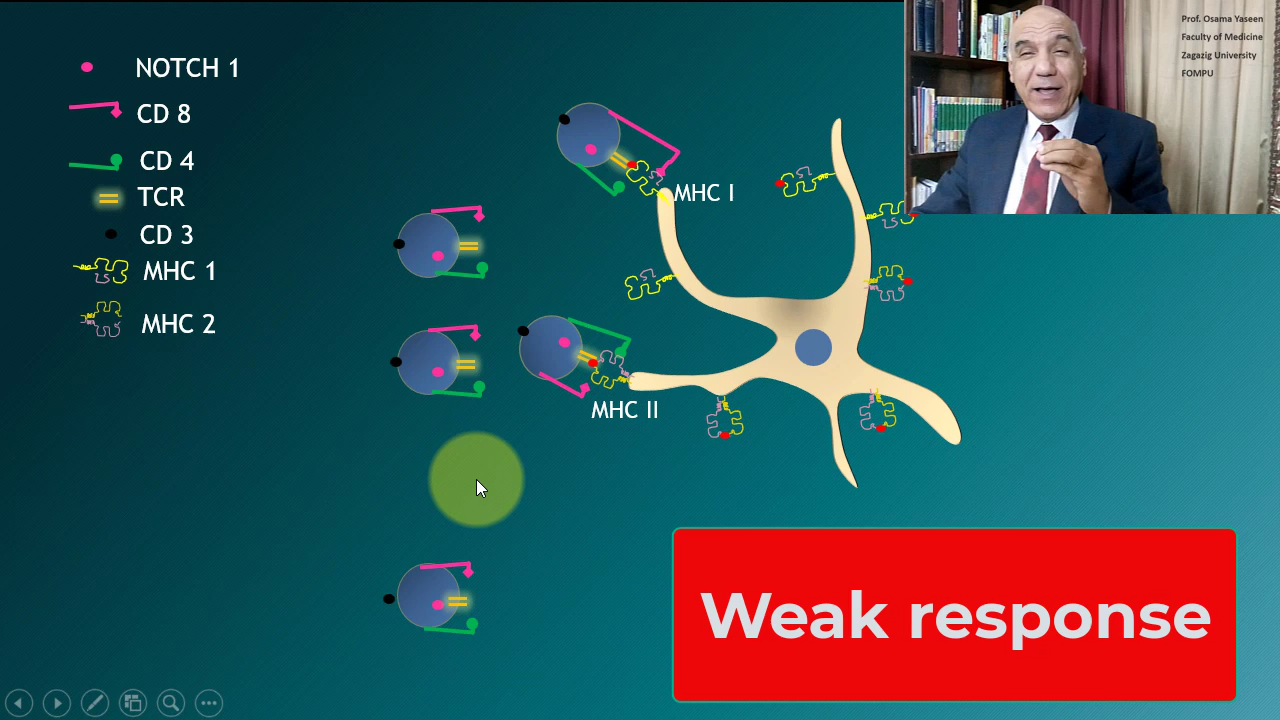 NOTCH 1
CD 8
CD 4
TCR
CD 3
MHC 1
MHC 2
MHC I
MHC II
Prof. Osama Yaseen
Faculty of Medicine
Zagazig University
FOMPU
Weak response